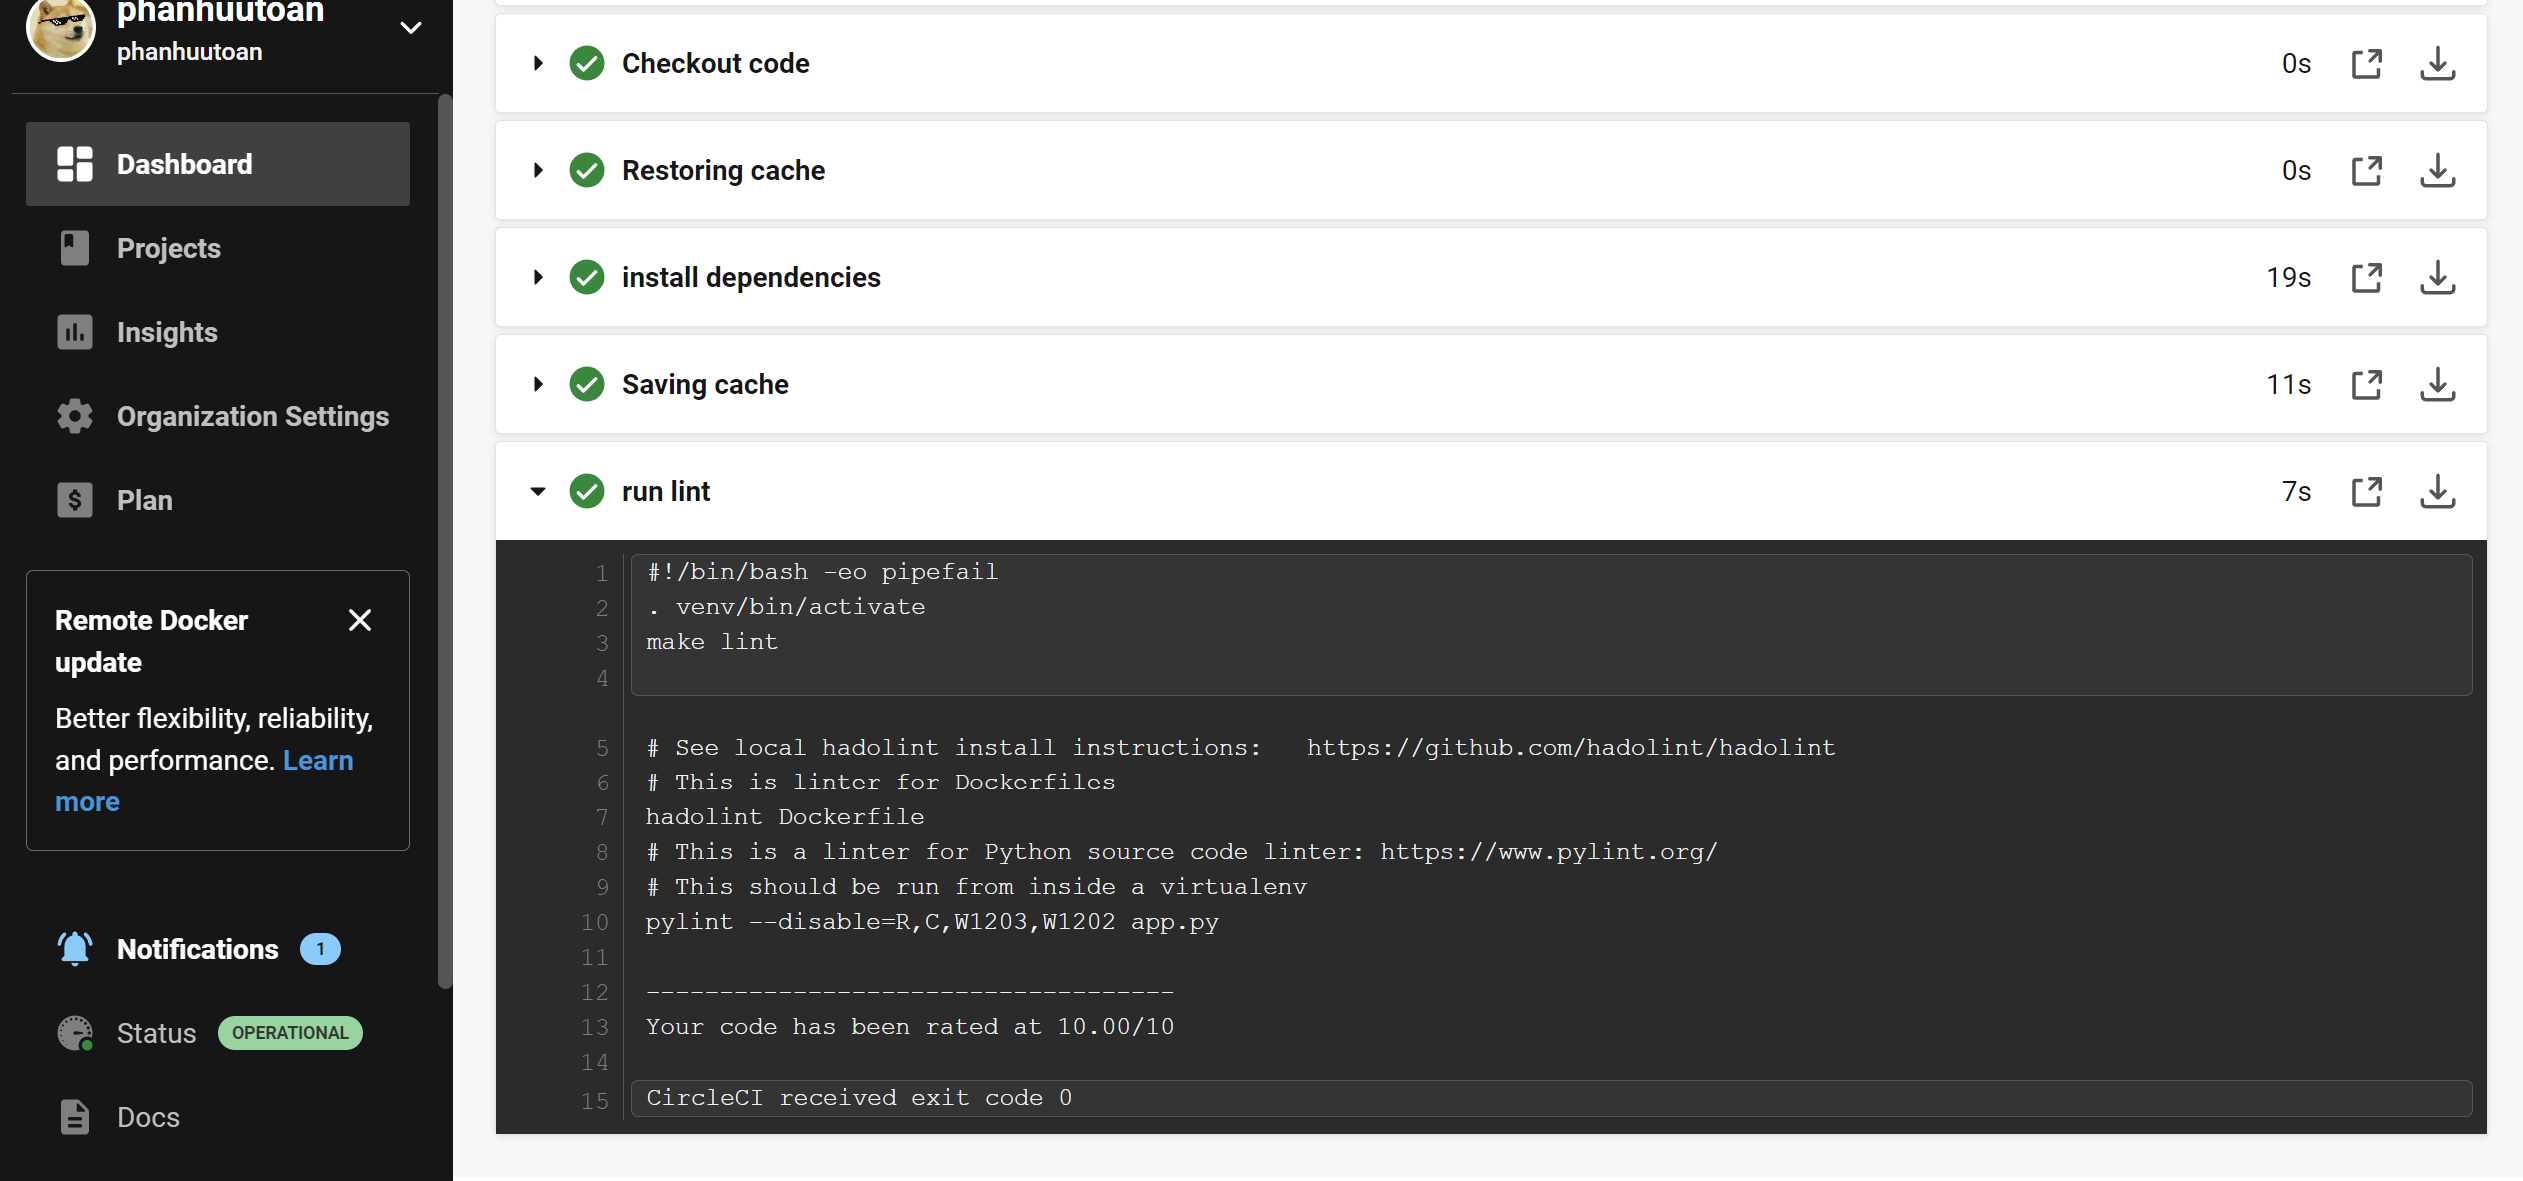 phanhuutoan
phanhuutoan
Dashboard
Projects
Insights
Organization Settings
Plan
Remote Docker
update
Better flexibility, reliability,
and performance. Learn
more
Notifications 1
Status OPERATIONAL
Docs
Checkout code 0s
Restoring cache 0s
install dependencies 19s
Saving cache 11s
run lint 7s
1 #!/bin/bash -eo pipefail
2 . venv/bin/activate
3 make lint
4
5 # See local hadolint install instructions:   https://github.com/hadolint/hadolint
6 # This is linter for Dockerfiles
7 hadolint Dockerfile
8 # This is a linter for Python source code linter: https://www.pylint.org/
9 # This should be run from inside a virtualenv
10 pylint --disable=R,C,W1203,W1202 app.py
11
12 ------------------------------------
13 Your code has been rated at 10.00/10
14
15 CircleCI received exit code 0